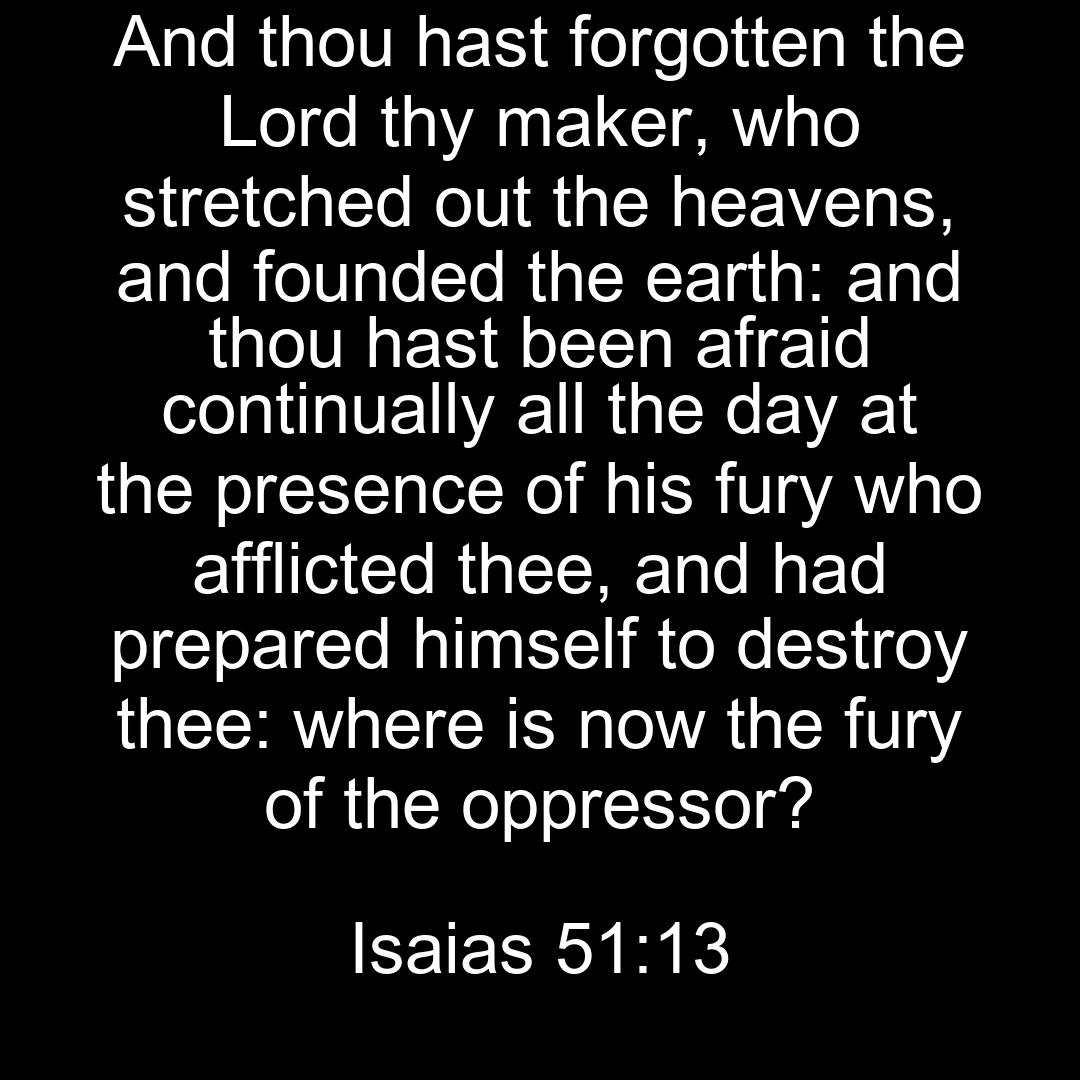 And thou hast forgotten the
Lord thy maker, who
stretched out the heavens,
and founded the earth: and
thou hast been afraid
continually all the day at
the presence of his fury who
afflicted thee, and had
prepared himself to destroy
thee: where is now the fury
of the oppressor?
Isaias 51:13